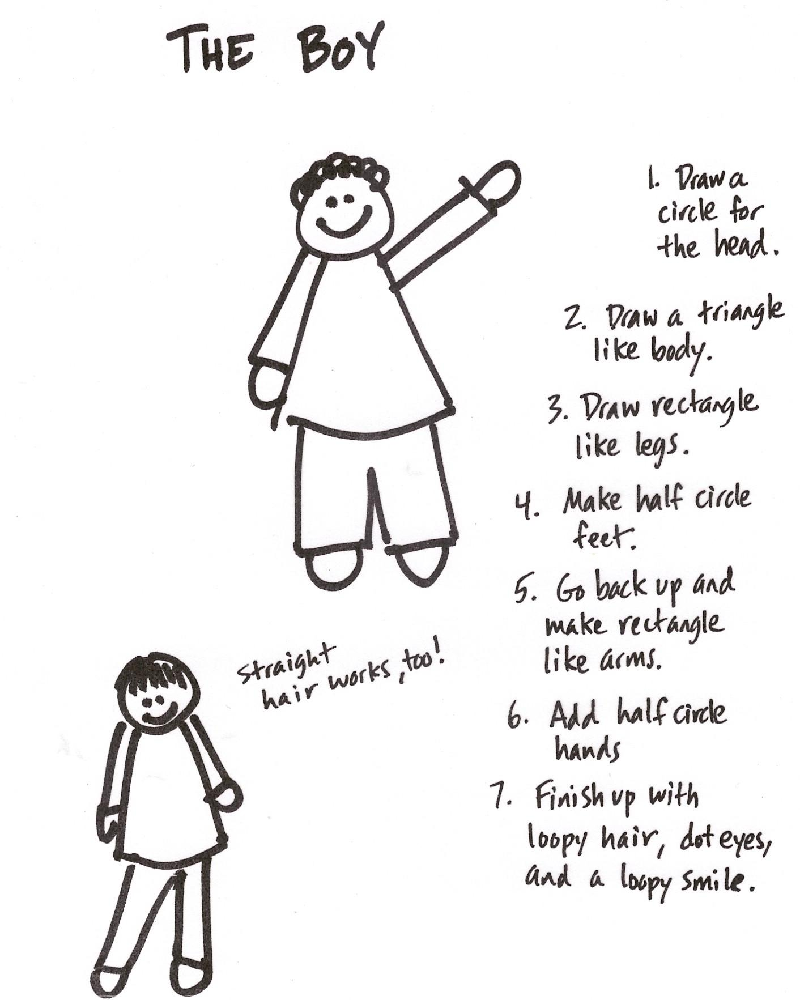 THE BOY
1. Draw a
circle for
the head.
2. Draw a triangle
like body.
3. Draw rectangle
like legs.
4. Make half circle
feet.
5. Go back up and
make rectangle
like arms.
straight
hair works, too!
6. Add half circle
hands
7. Finish up with
loopy hair, dot eyes,
and a loopy smile.